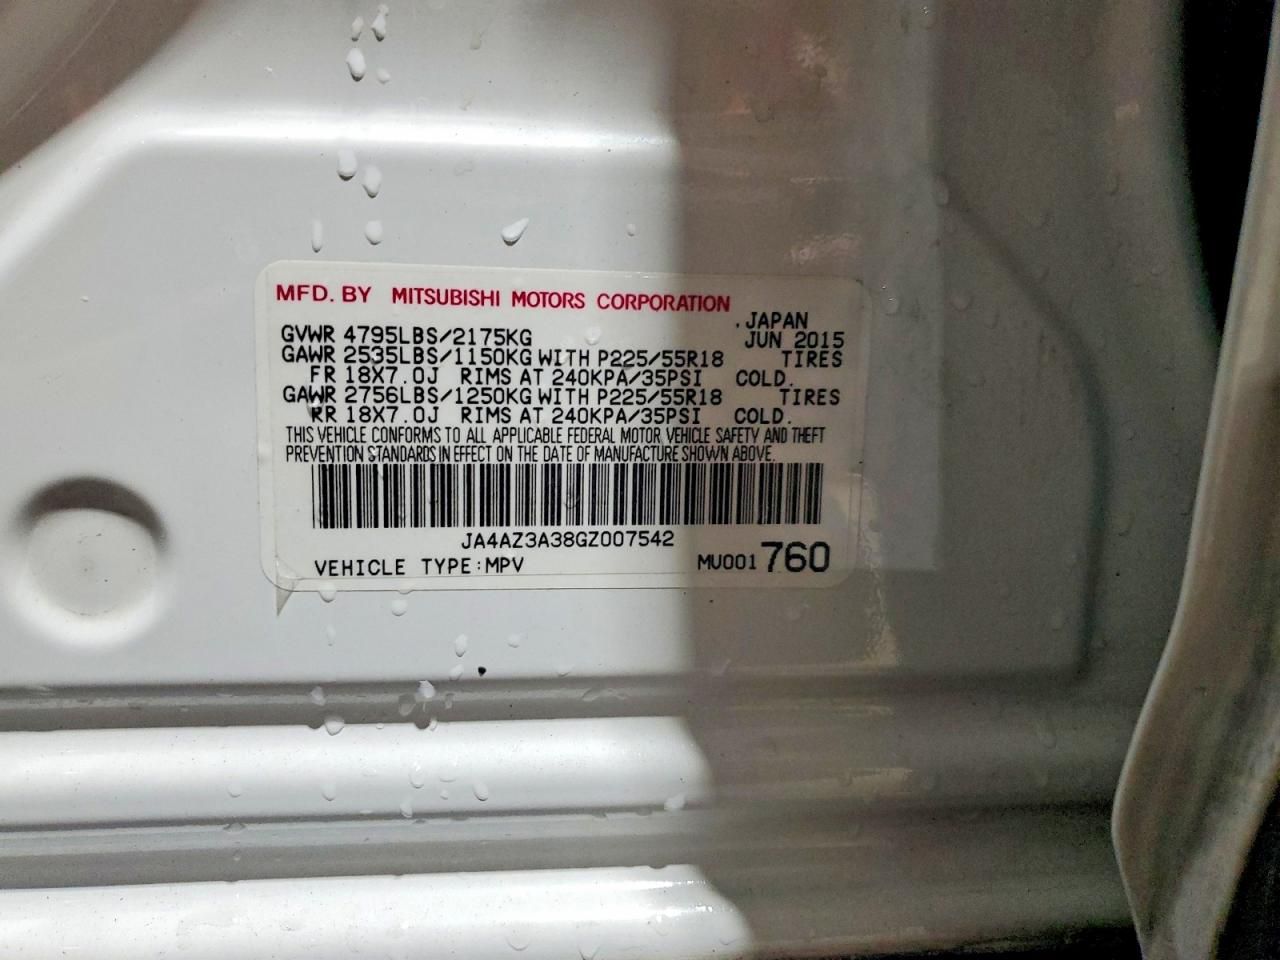 MFD. BY MITSUBISHI MOTORS CORPORATION
. JAPAN
GVWR 4795LBS/2175KG JUN 2015
GAWR 2535LBS/1150KG WITH P225/55R18 TIRES
FR 18X7.0J RIMS AT 240KPA/35PSI COLD.
GAWR 2756LBS/1250KG WITH P225/55R18 TIRES
RR 18X7.0J RIMS AT 240KPA/35PSI COLD.
THIS VEHICLE CONFORMS TO ALL APPLICABLE FEDERAL MOTOR VEHICLE SAFETY AND THEFT
PREVENTION STANDARDS IN EFFECT ON THE DATE OF MANUFACTURE SHOWN ABOVE.
JA4AZ3A38GZ007542
VEHICLE TYPE:MPV MU001 760